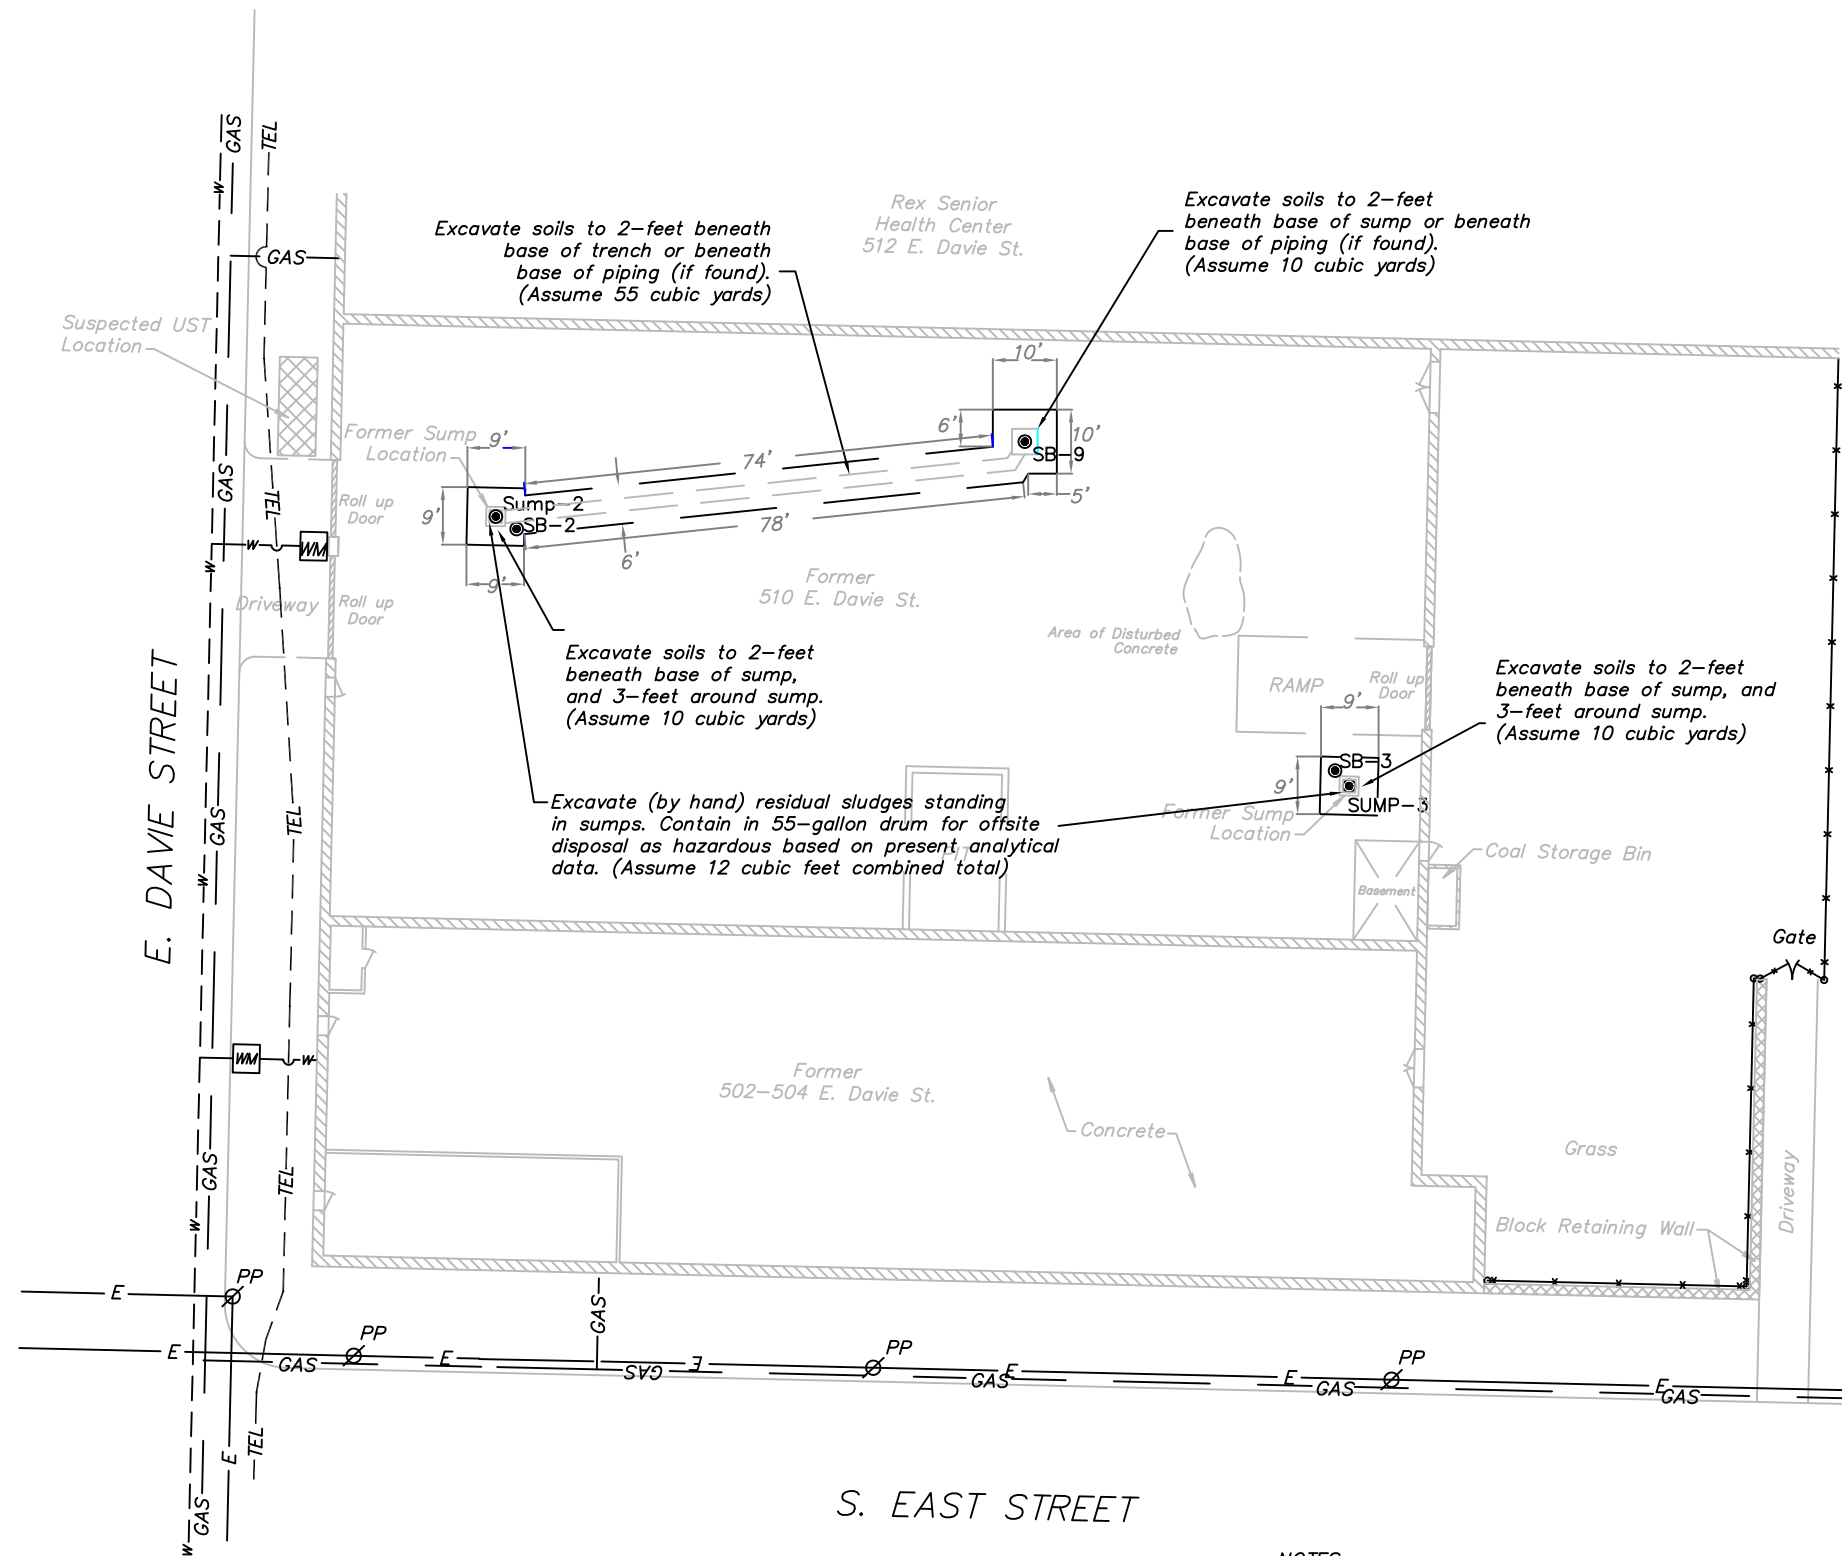 GAS
TEL
W
GAS
Rex Senior
Health Center
512 E. Davie St.
Excavate soils to 2-feet beneath
base of trench or beneath
base of piping (if found).
(Assume 55 cubic yards)
Excavate soils to 2-feet
beneath base of sump or beneath
base of piping (if found).
(Assume 10 cubic yards)
Suspected UST
Location
Former Sump
Location
9'
74'
6'
10'
10'
SB-9
5'
GAS
TEL
Roll up
Door
9'
Sump-2
SB-2
78'
6'
9'
W
WM
W
Driveway
Roll up
Door
Former
510 E. Davie St.
Area of Disturbed
Concrete
RAMP
Roll up
Door
Excavate soils to 2-feet
beneath base of sump,
and 3-feet around sump.
(Assume 10 cubic yards)
Excavate soils to 2-feet
beneath base of sump, and
3-feet around sump.
(Assume 10 cubic yards)
9'
SB-3
9'
SUMP-3
Former Sump
Location
E. DAVIE STREET
GAS
TEL
W
Excavate (by hand) residual sludges standing
in sumps. Contain in 55-gallon drum for offsite
disposal as hazardous based on present analytical
data. (Assume 12 cubic feet combined total)
PIT
Coal Storage Bin
Basement
Gate
WM
W
Former
502-504 E. Davie St.
Concrete
Grass
Driveway
Block Retaining Wall
GAS
TEL
W
E
PP
GAS
E
PP
GAS
E
GAS
E
PP
E
GAS
E
PP
GAS
E
GAS
E
TEL
GAS
W
S. EAST STREET
NOTES